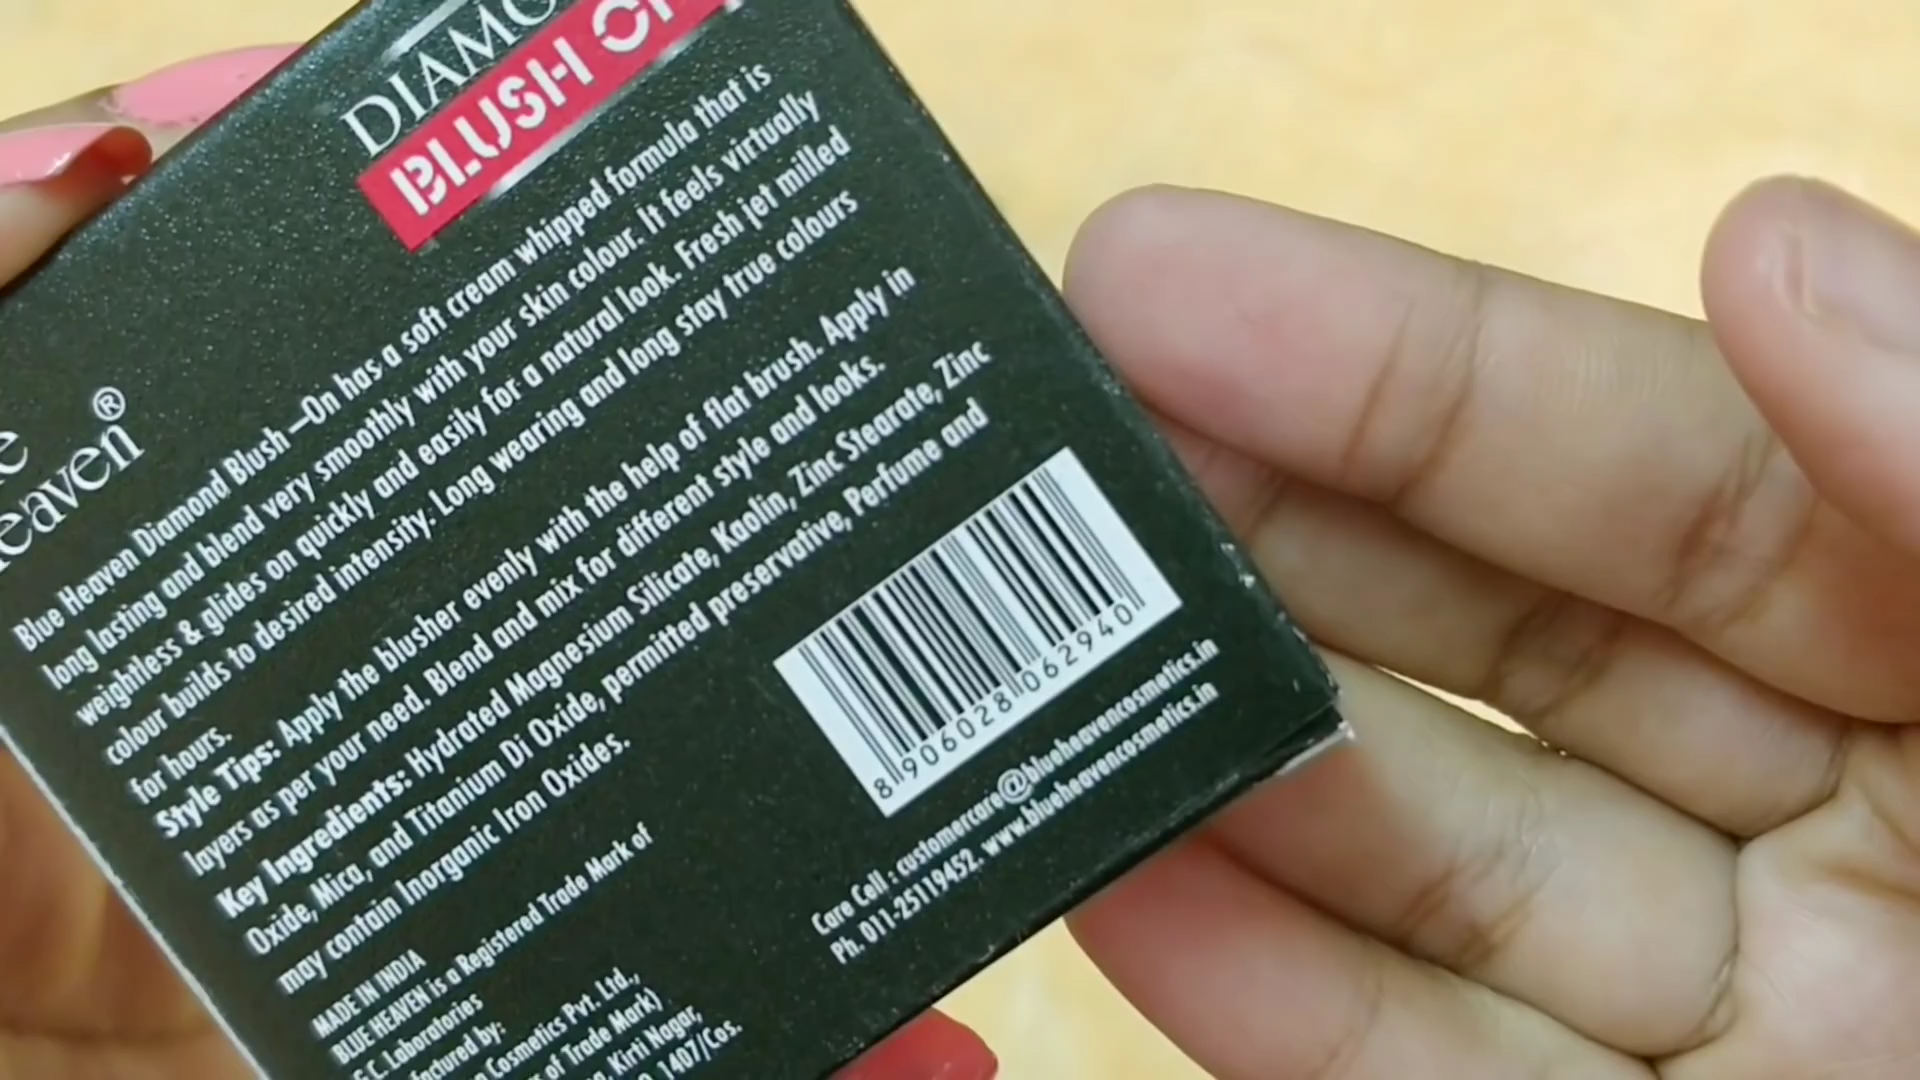 DIAMO
BLUSH O
eaven®
Blue Heaven Diamond Blush –On has a soft cream whipped formula that is
long lasting and blend very smoothly with your skin colour. It feels virtually
weightless & glides on quickly and easily for a natural look. Fresh jet milled
colour builds to desired intensity. Long wearing and long stay true colours
for hours.
Style Tips: Apply the blusher evenly with the help of flat brush. Apply in
layers as per your need. Blend and mix for different style and looks.
Key Ingredients: Hydrated Magnesium Silicate, Kaolin, Zinc Stearate, Zinc
Oxide, Mica, and Titanium Di Oxide, permitted preservative, Perfume and
may contain Inorganic Iron Oxides.
8906028062940
MADE IN INDIA
BLUE HEAVEN is a Registered Trade Mark of
G.C. Laboratories
factured by:
Cosmetics Pvt. Ltd.,
s of Trade Mark)
Kirti Nagar,
1407/Cos.
Care Cell : customercare@blueheavencosmetics.in
Ph. 011-25119452. www.blueheavencosmetics.in